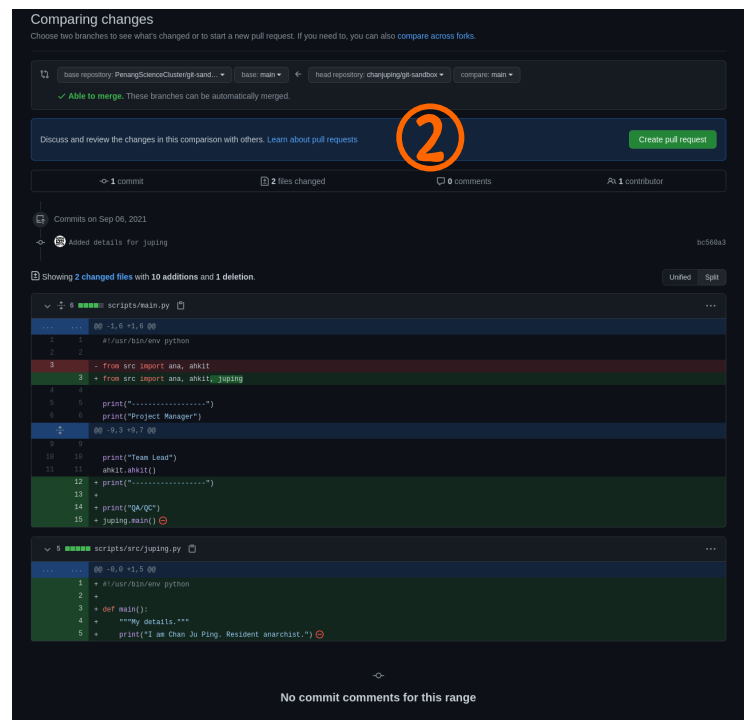 Comparing changes
Choose two branches to see what's changed or to start a new pull request. If you need to, you can also compare across forks.
base repository: PenangScienceCluster/git-sand... base: main ← head repository: chanjuping/git-sandbox compare: main
✓ Able to merge. These branches can be automatically merged.
②
Discuss and review the changes in this comparison with others. Learn about pull requests Create pull request
1 commit 2 files changed 0 comments 1 contributor
Commits on Sep 06, 2021
Added details for juping bc560a3
Showing 2 changed files with 10 additions and 1 deletion. Unified Split
6 scripts/main.py ...
... ... @@ -1,6 +1,6 @@
1 1 #!/usr/bin/env python
2 2
3 - from src import ana, ahkit
3 + from src import ana, ahkit, juping
4 4
5 5 print("------------------")
6 6 print("Project Manager")
@@ -9,3 +9,7 @@
9 9
10 10 print("Team Lead")
11 11 ahkit.ahkit()
12 + print("------------------")
13 +
14 + print("QA/QC")
15 + juping.main()
5 scripts/src/juping.py ...
... ... @@ -0,0 +1,5 @@
1 + #!/usr/bin/env python
2 +
3 + def main():
4 + """My details."""
5 + print("I am Chan Ju Ping. Resident anarchist.")
No commit comments for this range